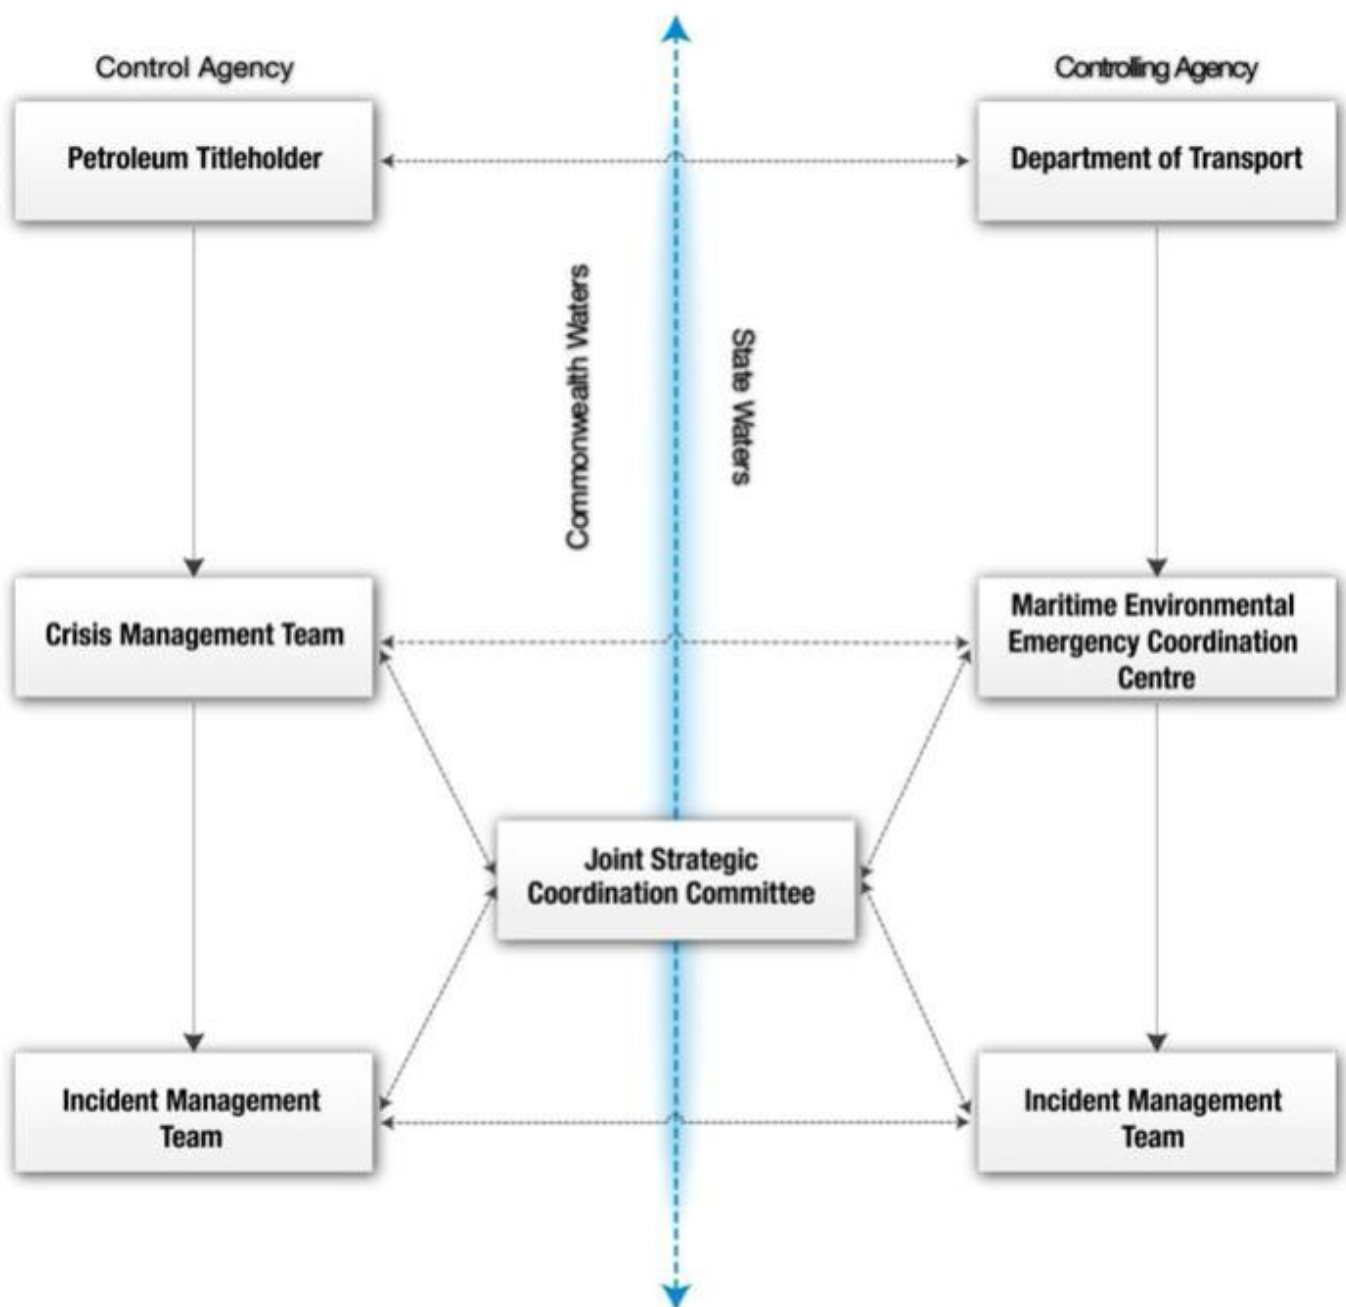 Control Agency
Controlling Agency
Petroleum Titleholder
Department of Transport
Commonwealth Waters
State Waters
Crisis Management Team
Maritime Environmental
Emergency Coordination
Centre
Joint Strategic
Coordination Committee
Incident Management
Team
Incident Management
Team